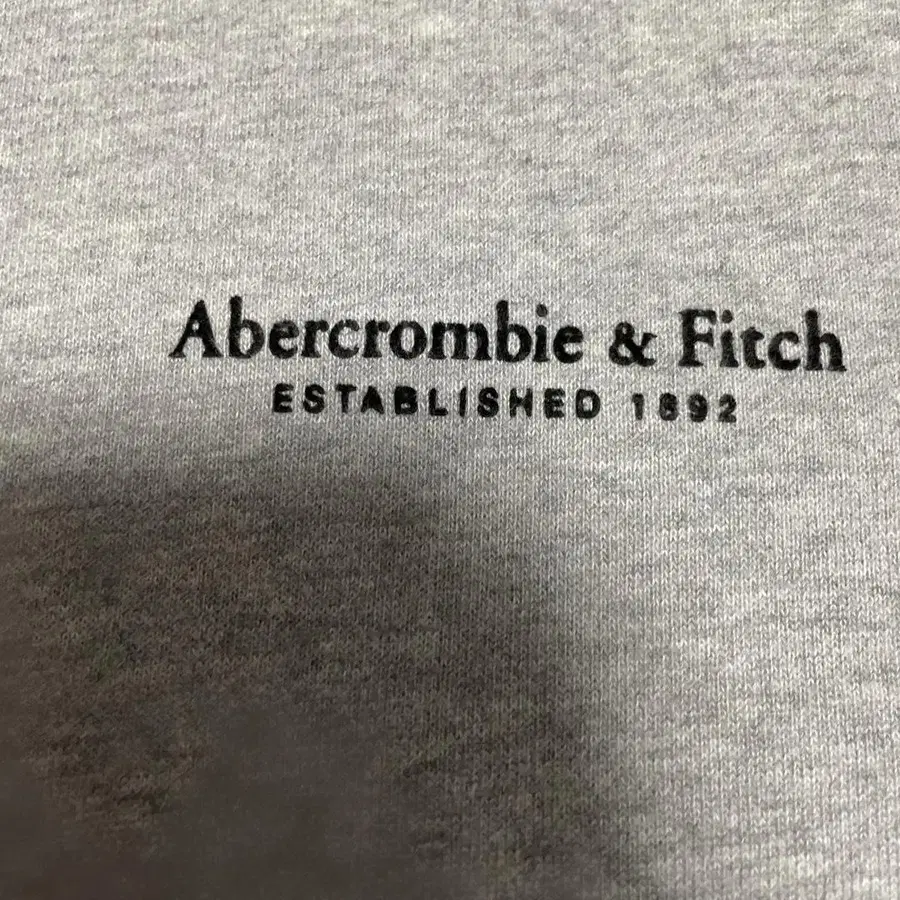 Abercrombie & Fitch
ESTABLISHED 1892